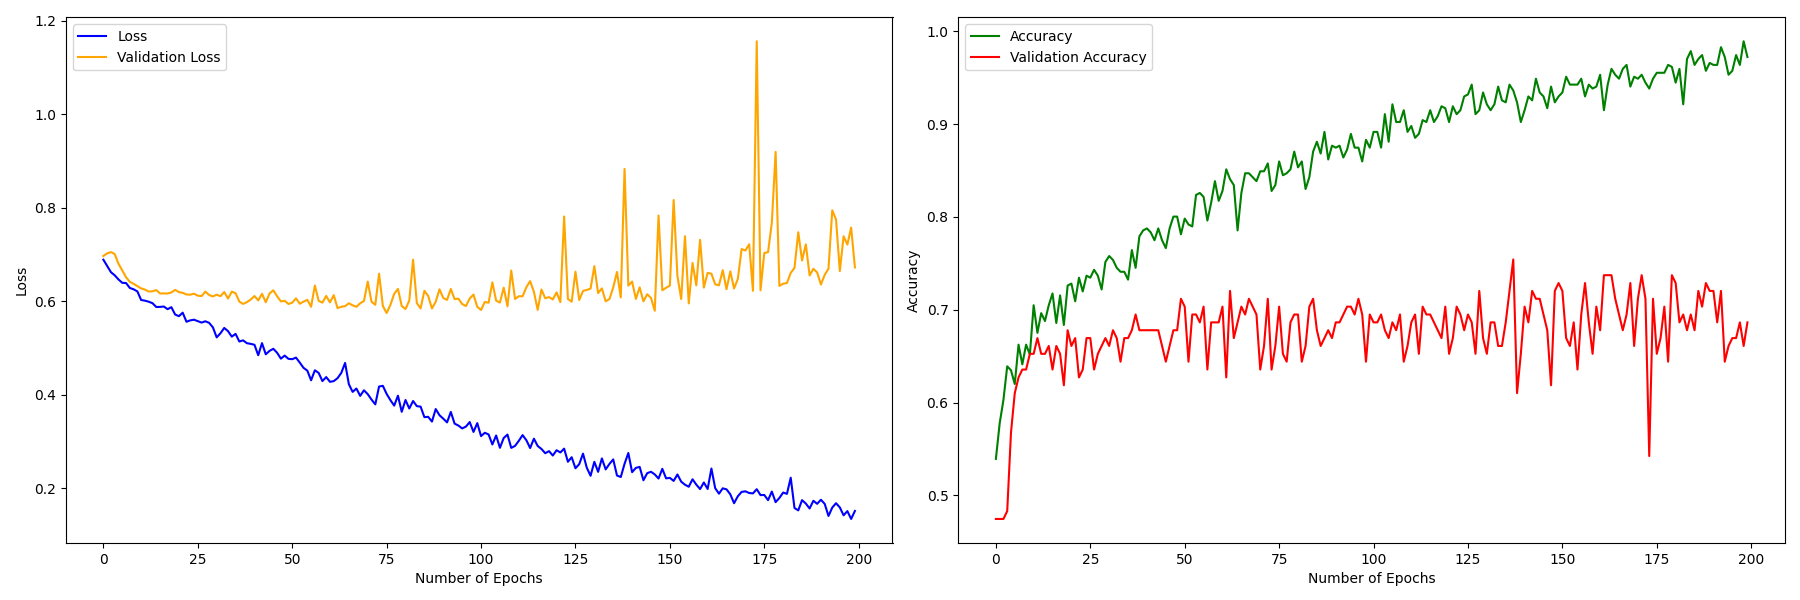 Loss
Validation Loss
1.2
1.0
0.8
0.6
0.4
0.2
Loss
0 25 50 75 100 125 150 175 200
Number of Epochs
Accuracy
Validation Accuracy
1.0
0.9
0.8
0.7
0.6
0.5
Accuracy
0 25 50 75 100 125 150 175 200
Number of Epochs